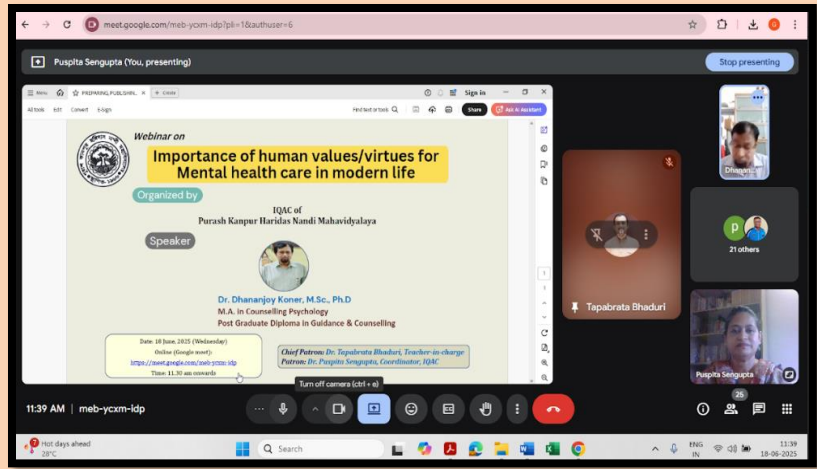 meet.google.com/meb-ycxm-idp?pli=1&authuser=6
G
Puspita Sengupta (You, presenting)
Stop presenting
Menu
PREPARING, PUBLISHIN...
+ Create
Sign in
All tools Edit Convert E-Sign
Find text or tools
Share
Ask AI Assistant
Webinar on
Importance of human values/virtues for
Mental health care in modern life
Organized by
IQAC of
Purash Kanpur Haridas Nandi Mahavidyalaya
Speaker
Dr. Dhananjoy Koner, M.Sc., Ph.D
M.A. in Counselling Psychology
Post Graduate Diploma in Guidance & Counselling
Date: 18 June, 2025 (Wednesday)
Online (Google meet):
https://meet.google.com/meb-ycxm-idp
Time: 11.30 am onwards
Chief Patron: Dr. Tapabrata Bhaduri, Teacher-in-charge
Patron: Dr. Puspita Sengupta, Coordinator, IQAC
1
1
Tapabrata Bhaduri
Dhanan...
P
21 others
Puspita Sengupta
Turn off camera (ctrl + e)
11:39 AM | meb-ycxm-idp
25
Hot days ahead
28°C
Search
ENG
IN
11:39
18-06-2025